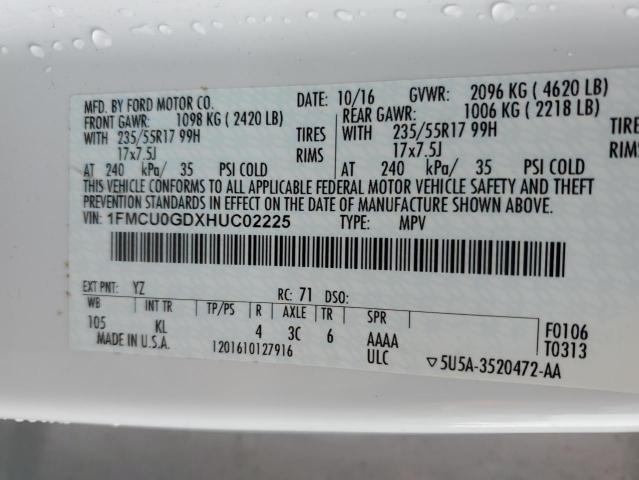 MFD. BY FORD MOTOR CO. DATE: 10/16 GVWR: 2096 KG ( 4620 LB)
FRONT GAWR: 1098 KG ( 2420 LB) REAR GAWR: 1006 KG ( 2218 LB)
WITH 235/55R17 99H TIRES WITH 235/55R17 99H TIRE
17x7.5J RIMS 17x7.5J RIMS
AT 240 kPa/ 35 PSI COLD AT 240 kPa/ 35 PSI COLD
THIS VEHICLE CONFORMS TO ALL APPLICABLE FEDERAL MOTOR VEHICLE SAFETY AND THEFT
PREVENTION STANDARDS IN EFFECT ON THE DATE OF MANUFACTURE SHOWN ABOVE.
VIN: 1FMCU0GDXHUC02225 TYPE: MPV
EXT PNT: YZ RC: 71 DSO:
WB INT TR TP/PS R AXLE TR SPR
105 KL 4 3C 6 AAAA F0106
MADE IN U.S.A. 1201610127916 ULC T0313
▽5U5A-3520472-AA